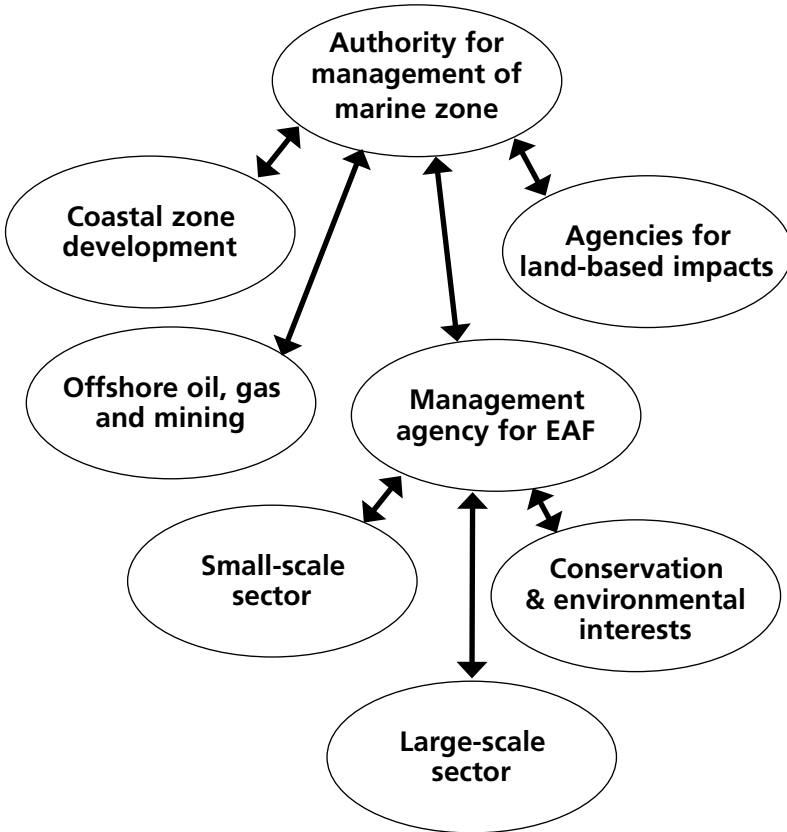 Authority for
management of
marine zone
Coastal zone
development
Agencies for
land-based impacts
Offshore oil, gas
and mining
Management
agency for EAF
Small-scale
sector
Conservation
& environmental
interests
Large-scale
sector